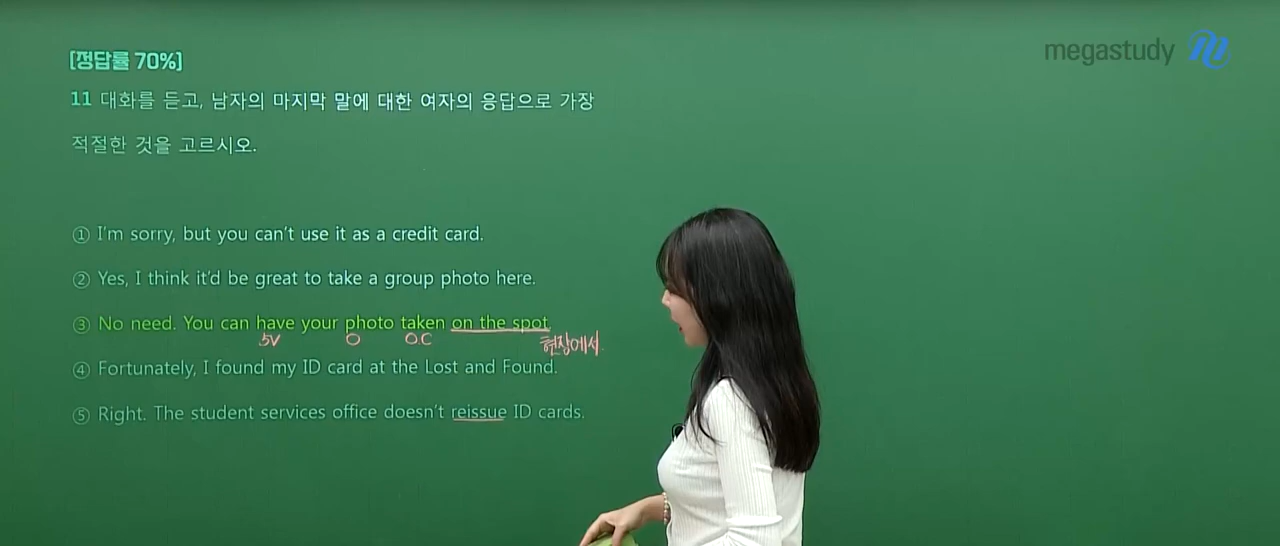 megastudy
[정답률 70%]
11 대화를 듣고, 남자의 마지막 말에 대한 여자의 응답으로 가장
적절한 것을 고르시오.
① I'm sorry, but you can't use it as a credit card.
② Yes, I think it'd be great to take a group photo here.
③ No need. You can have your photo taken on the spot.
5V O OC 현장에서
④ Fortunately, I found my ID card at the Lost and Found.
⑤ Right. The student services office doesn't reissue ID cards.